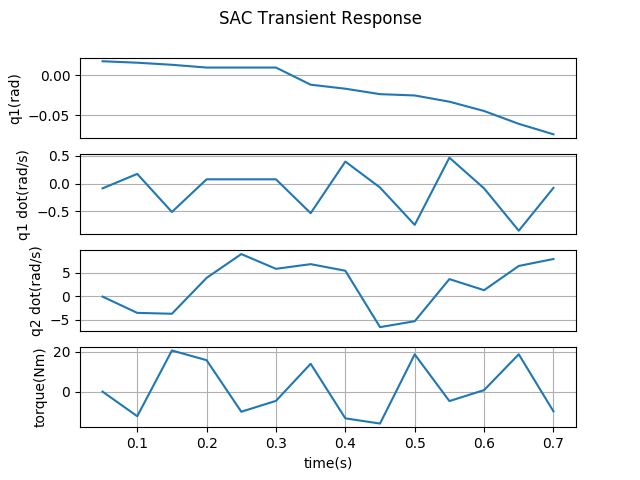 SAC Transient Response
q1(rad)
0.00
−0.05
q1 dot(rad/s)
0.5
0.0
−0.5
q2 dot(rad/s)
5
0
−5
torque(Nm)
20
0
0.1 0.2 0.3 0.4 0.5 0.6 0.7
time(s)